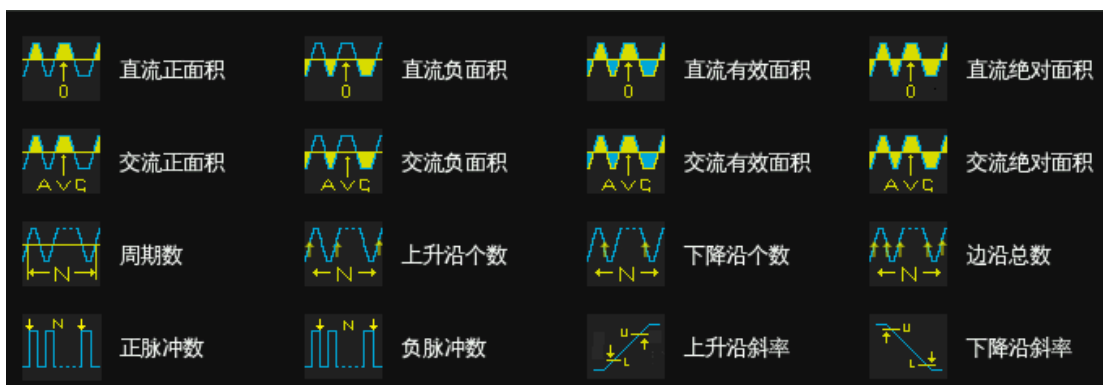 直流正面积 直流负面积 直流有效面积 直流绝对面积
0 0 0 0
交流正面积 交流负面积 交流有效面积 交流绝对面积
AVG AVG AVG AVG
周期数 上升沿个数 下降沿个数 边沿总数
N N N N
正脉冲数 负脉冲数 上升沿斜率 下降沿斜率
N N U L U L